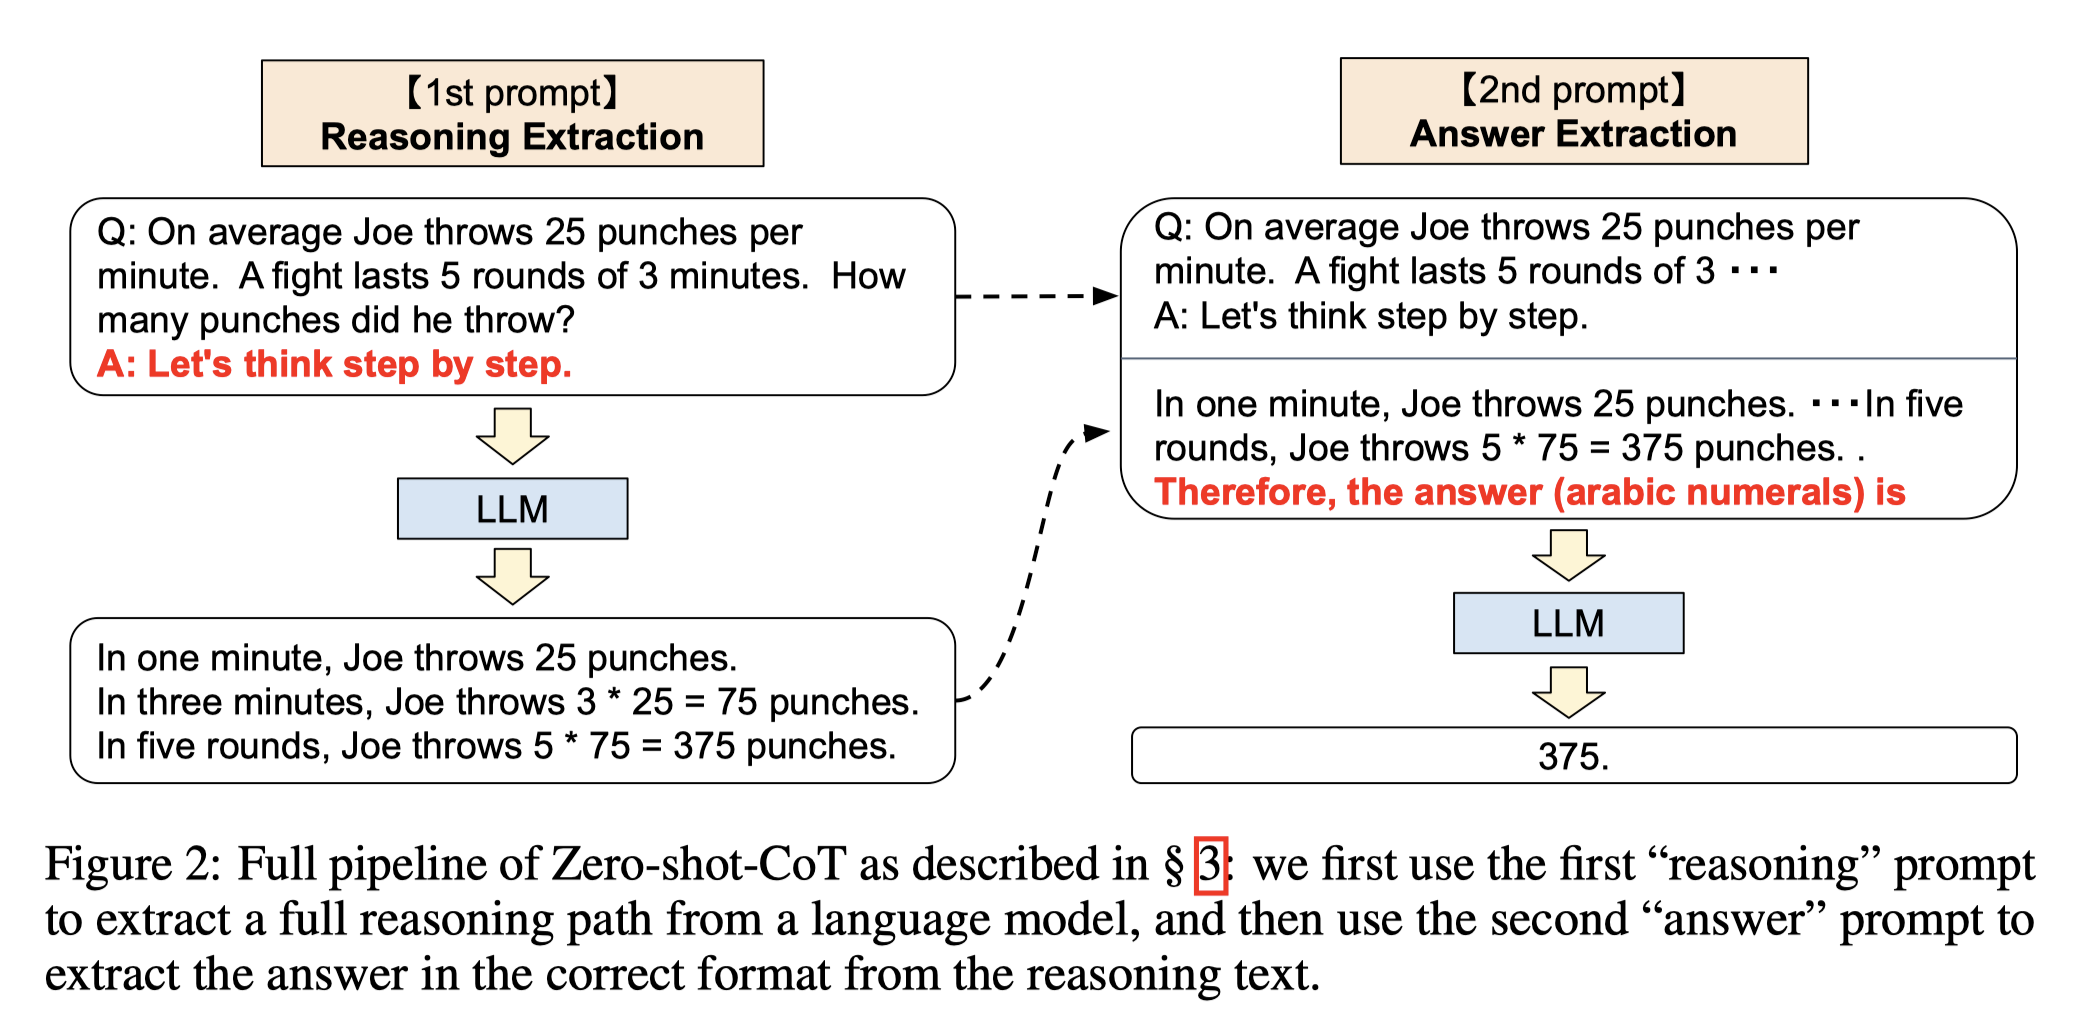 【1st prompt】
Reasoning Extraction
Q: On average Joe throws 25 punches per
minute.  A fight lasts 5 rounds of 3 minutes.  How
many punches did he throw?
A: Let's think step by step.
LLM
In one minute, Joe throws 25 punches.
In three minutes, Joe throws 3 * 25 = 75 punches.
In five rounds, Joe throws 5 * 75 = 375 punches.
【2nd prompt】
Answer Extraction
Q: On average Joe throws 25 punches per
minute.  A fight lasts 5 rounds of 3 ･･･
A: Let's think step by step.
In one minute, Joe throws 25 punches. ･･･In five
rounds, Joe throws 5 * 75 = 375 punches. .
Therefore, the answer (arabic numerals) is
LLM
375.
Figure 2: Full pipeline of Zero-shot-CoT as described in § 3: we first use the first “reasoning” prompt
to extract a full reasoning path from a language model, and then use the second “answer” prompt to
extract the answer in the correct format from the reasoning text.